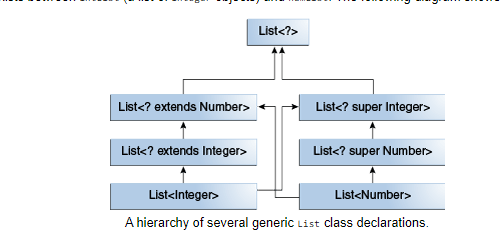 List<?>
List<? extends Number> List<? super Integer>
List<? extends Integer> List<? super Number>
List<Integer> List<Number>
A hierarchy of several generic List class declarations.